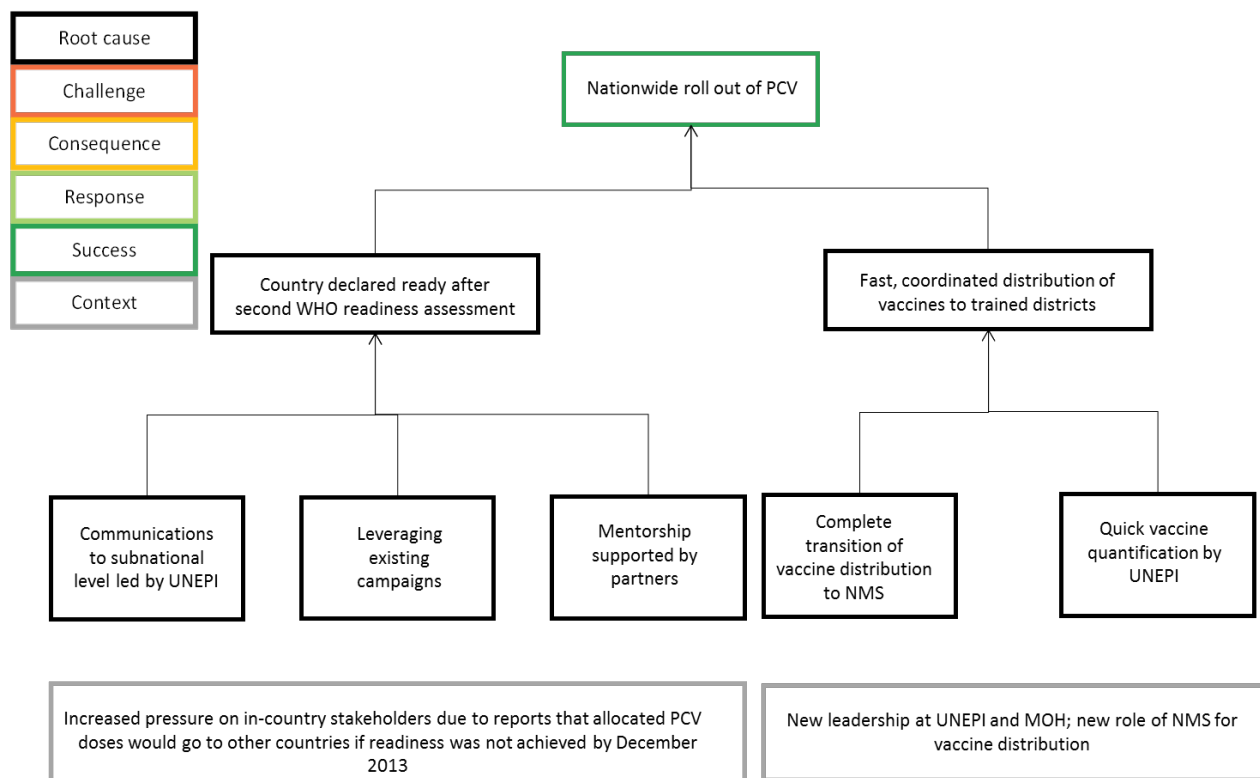 Root cause
Challenge
Consequence
Response
Success
Context
Nationwide roll out of PCV
Country declared ready after
second WHO readiness assessment
Fast, coordinated distribution of
vaccines to trained districts
Communications
to subnational
level led by UNEPI
Leveraging
existing
campaigns
Mentorship
supported by
partners
Complete
transition of
vaccine distribution
to NMS
Quick vaccine
quantification by
UNEPI
Increased pressure on in-country stakeholders due to reports that allocated PCV
doses would go to other countries if readiness was not achieved by December
2013
New leadership at UNEPI and MOH; new role of NMS for
vaccine distribution